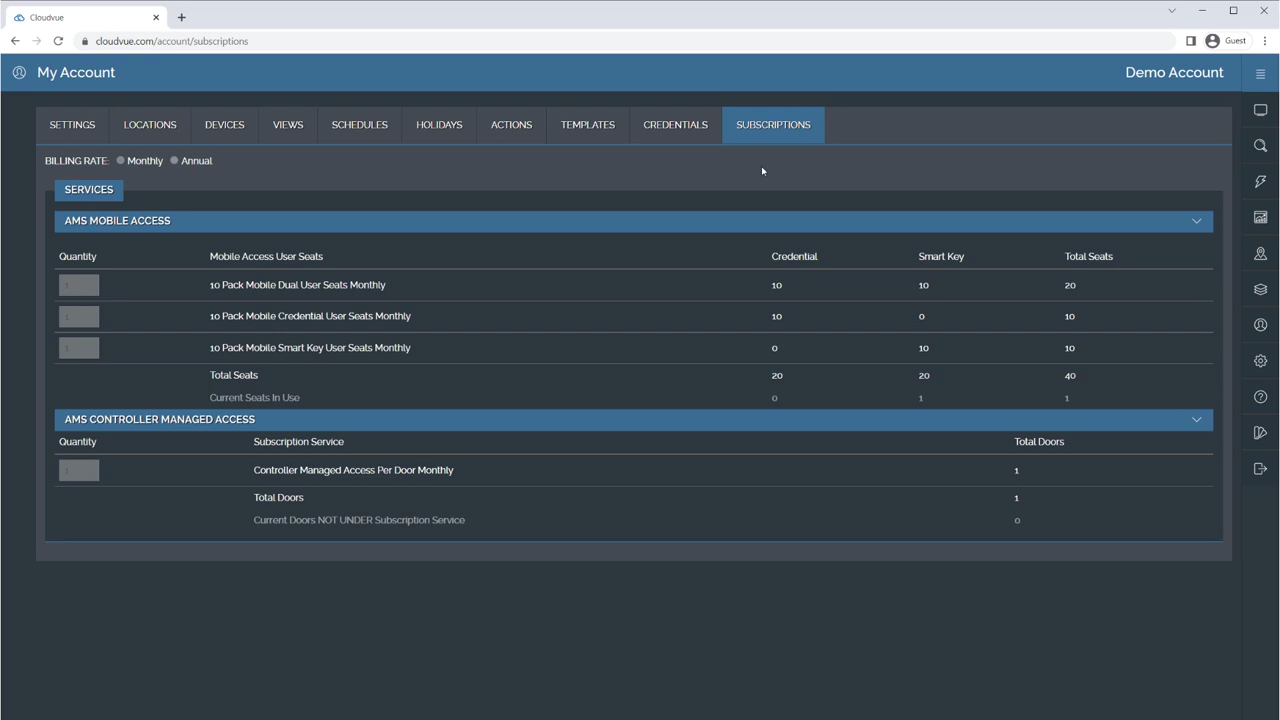 Cloudvue
cloudvue.com/account/subscriptions
Guest
My Account
Demo Account
SETTINGS LOCATIONS DEVICES VIEWS SCHEDULES HOLIDAYS ACTIONS TEMPLATES CREDENTIALS SUBSCRIPTIONS
BILLING RATE: Monthly Annual
SERVICES
AMS MOBILE ACCESS
Quantity Mobile Access User Seats Credential Smart Key Total Seats
1 10 Pack Mobile Dual User Seats Monthly 10 10 20
1 10 Pack Mobile Credential User Seats Monthly 10 0 10
1 10 Pack Mobile Smart Key User Seats Monthly 0 10 10
Total Seats 20 20 40
Current Seats In Use 0 1 1
AMS CONTROLLER MANAGED ACCESS
Quantity Subscription Service Total Doors
1 Controller Managed Access Per Door Monthly 1
Total Doors 1
Current Doors NOT UNDER Subscription Service 0